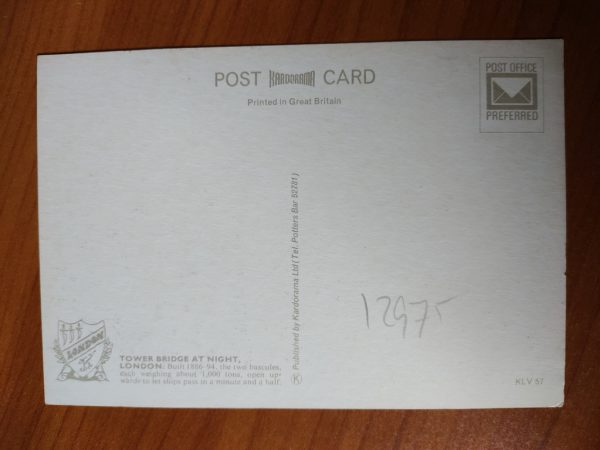 POST KARDORAMA CARD
Printed in Great Britain
POST OFFICE
PREFERRED
Published by Kardorama Ltd (Tel. Potters Bar 52781)
K
12975
LONDON
TOWER BRIDGE AT NIGHT,
LONDON: Built 1886-94, the two bascules,
each weighing about 1,000 tons, open up-
wards to let ships pass in a minute and a half.
KLV 57